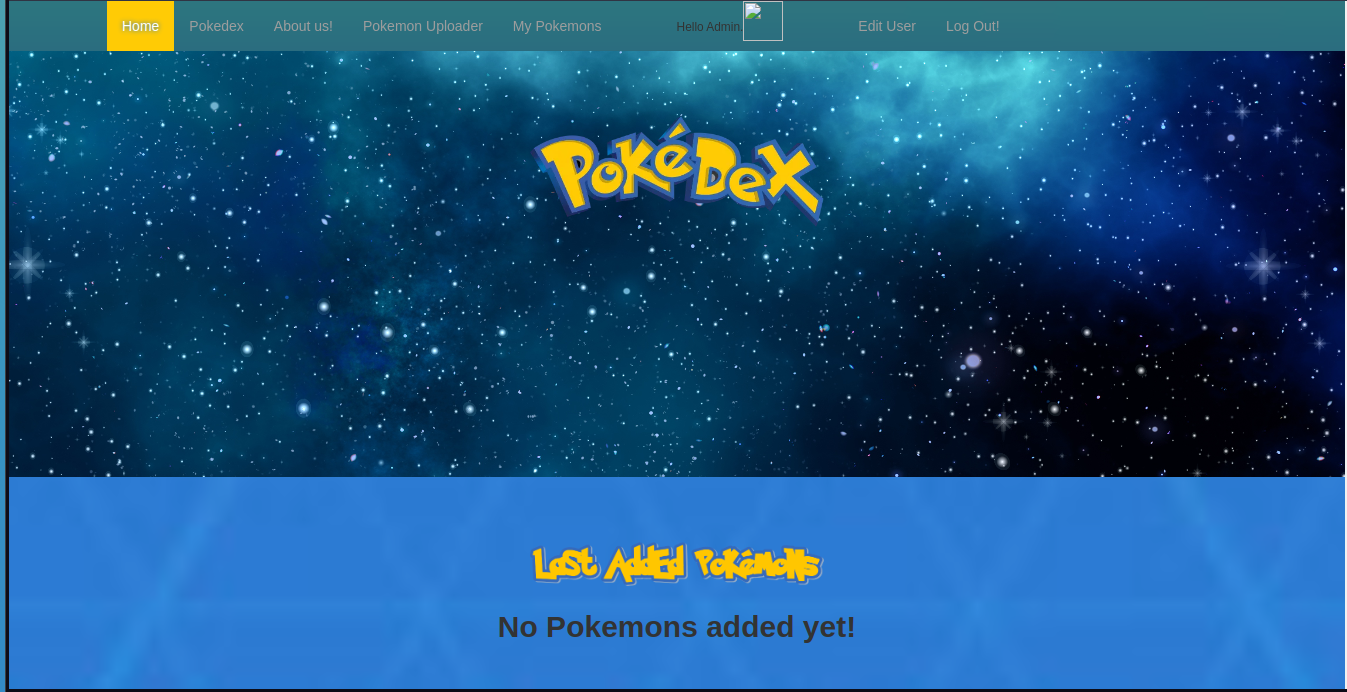 Home Pokedex About us! Pokemon Uploader My Pokemons Hello Admin. Edit User Log Out!
PokéDex
Last Added Pokémons
No Pokemons added yet!